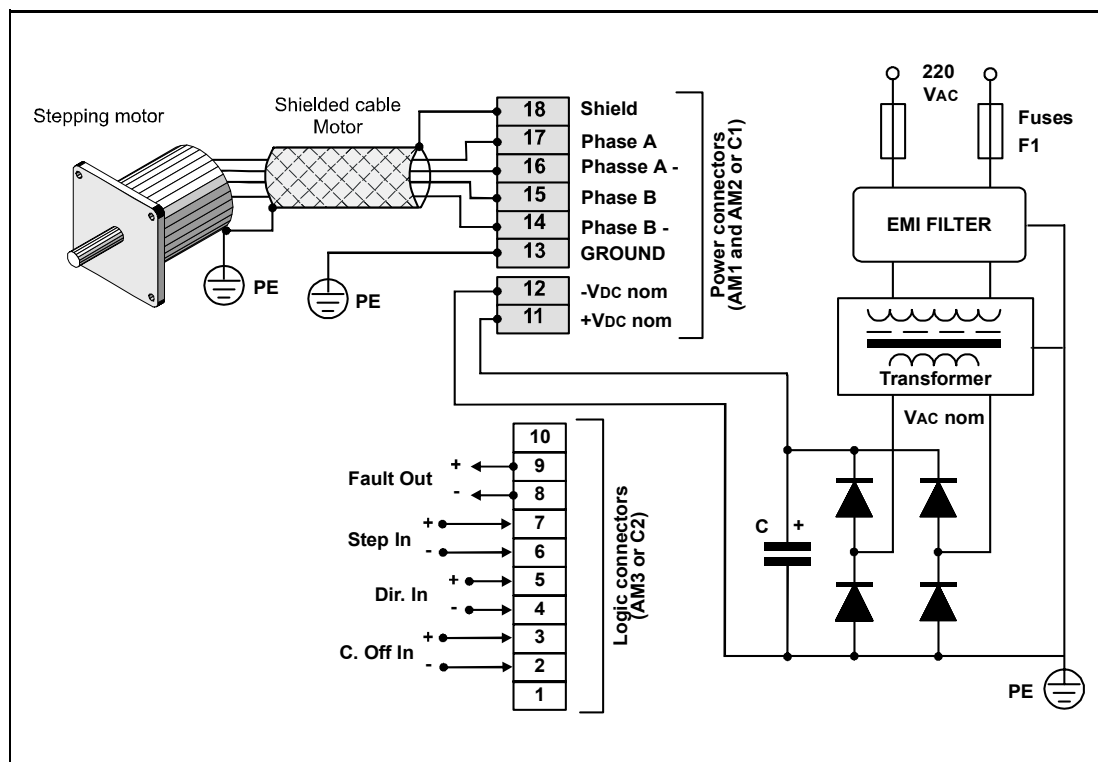 Stepping motor
Shielded cable
Motor
PE
PE
18 Shield
17 Phase A
16 Phasse A -
15 Phase B
14 Phase B -
13 GROUND
12 -VDC nom
11 +VDC nom
Power connectors
(AM1 and AM2 or C1)
220
VAC
Fuses
F1
EMI FILTER
Transformer
VAC nom
C +
PE
10
Fault Out + 9
- 8
Step In + 7
- 6
Dir. In + 5
- 4
C. Off In + 3
- 2
1
Logic connectors
(AM3 or C2)